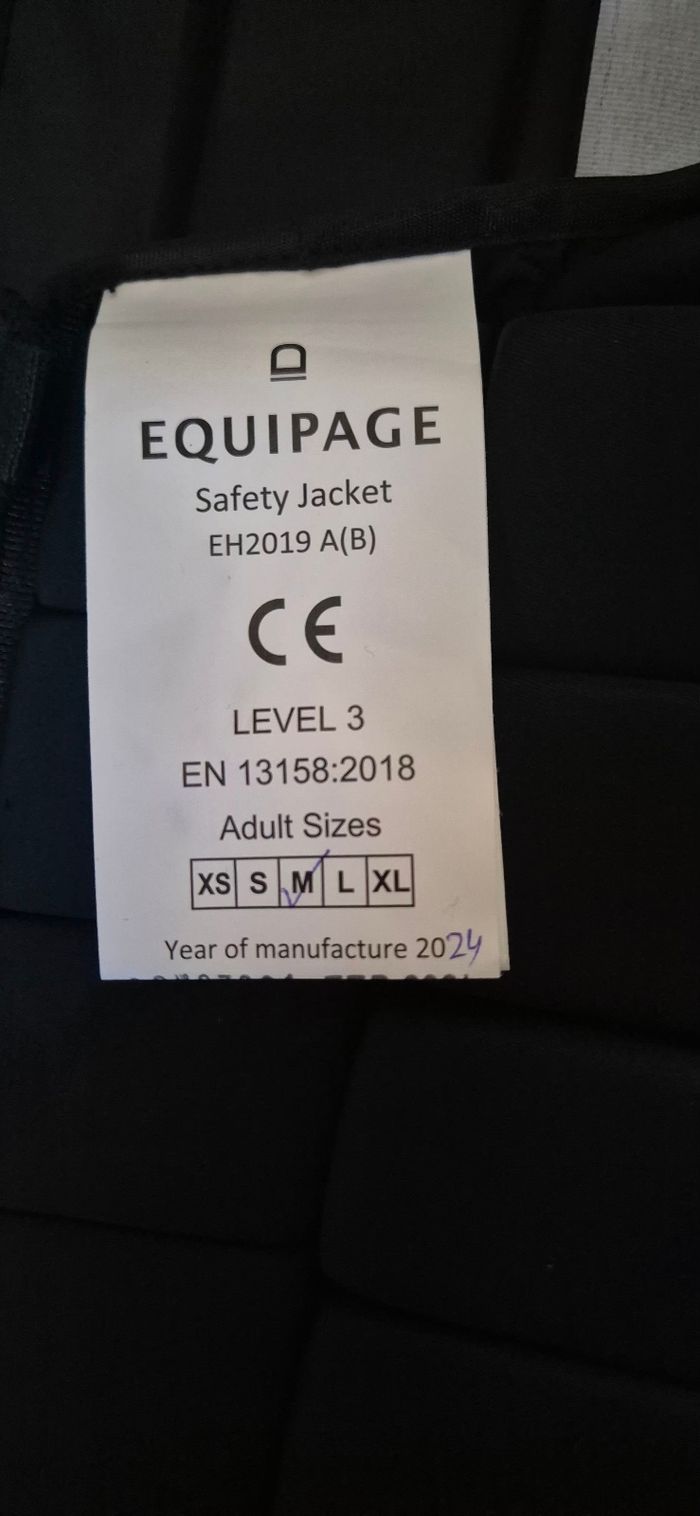 EQUIPAGE
Safety Jacket
EH2019 A(B)
CE
LEVEL 3
EN 13158:2018
Adult Sizes
XS S M L XL
Year of manufacture 2024